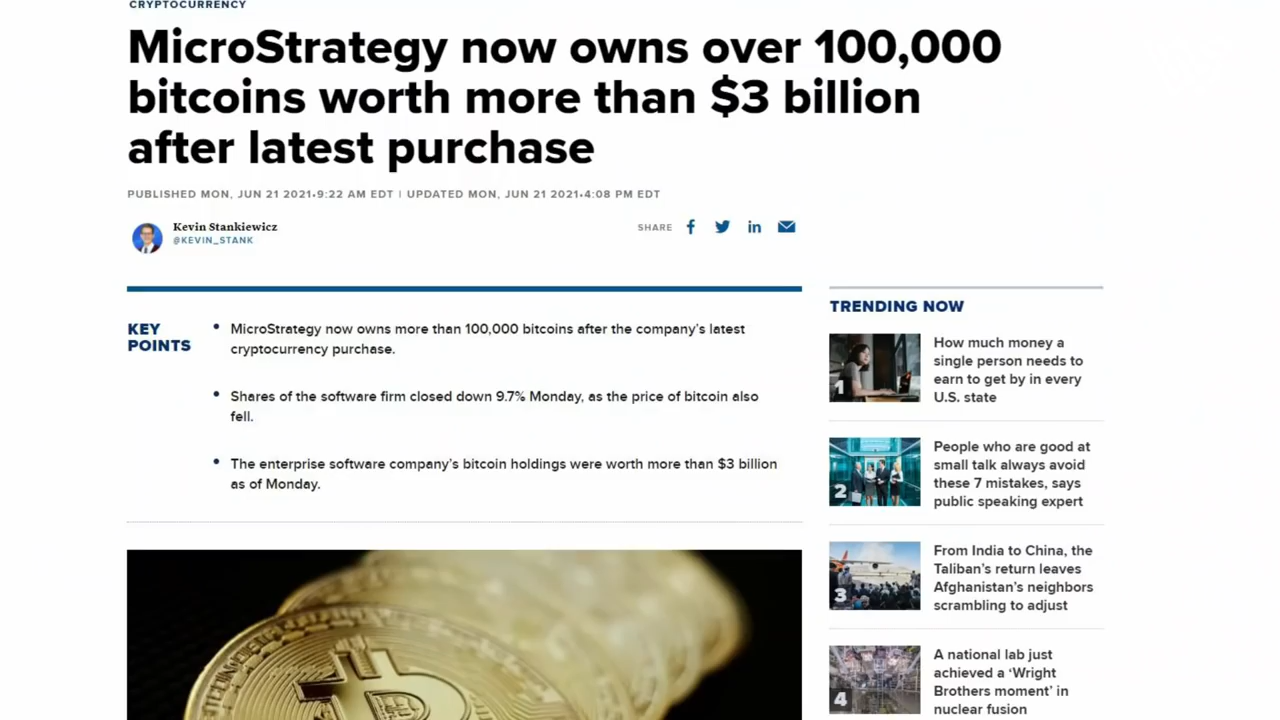 CRYPTOCURRENCY
MicroStrategy now owns over 100,000
bitcoins worth more than $3 billion
after latest purchase
PUBLISHED MON, JUN 21 2021•9:22 AM EDT | UPDATED MON, JUN 21 2021•4:08 PM EDT
Kevin Stankiewicz
@KEVIN_STANK
SHARE
KEY
POINTS
• MicroStrategy now owns more than 100,000 bitcoins after the company's latest
cryptocurrency purchase.
• Shares of the software firm closed down 9.7% Monday, as the price of bitcoin also
fell.
• The enterprise software company's bitcoin holdings were worth more than $3 billion
as of Monday.
TRENDING NOW
1
How much money a
single person needs to
earn to get by in every
U.S. state
2
People who are good at
small talk always avoid
these 7 mistakes, says
public speaking expert
3
From India to China, the
Taliban's return leaves
Afghanistan's neighbors
scrambling to adjust
4
A national lab just
achieved a ‘Wright
Brothers moment’ in
nuclear fusion